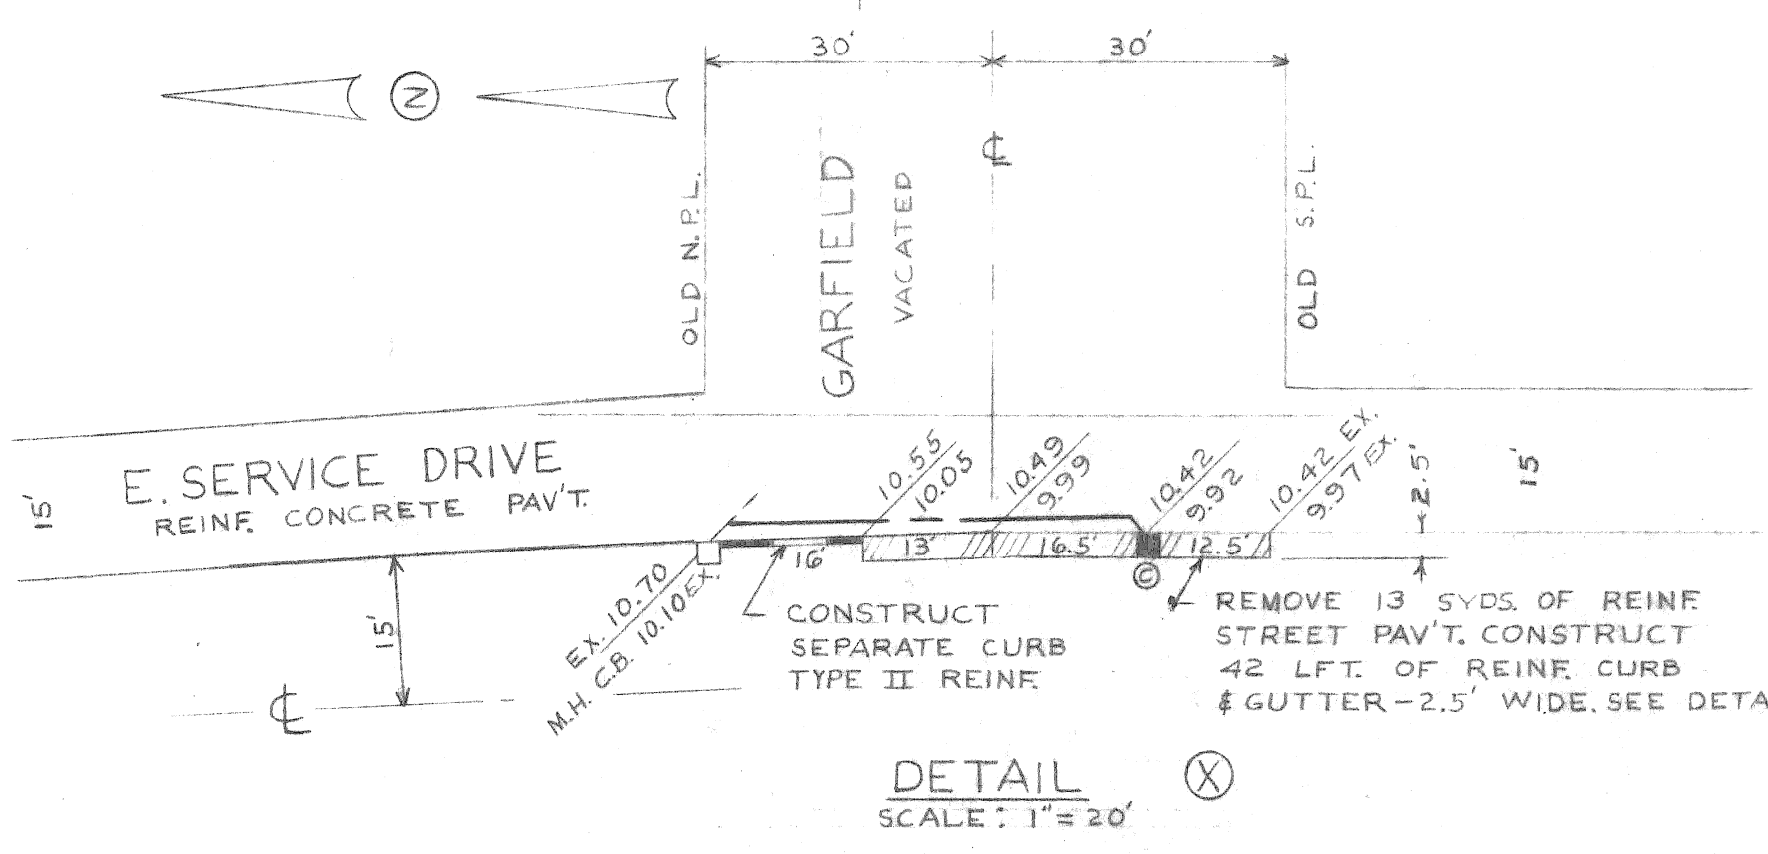 30'
30'
N
OLD N.P.L.
GARFIELD
VACATED
℄
OLD S.P.L.
E. SERVICE DRIVE
REINF. CONCRETE PAV'T.
15'
15'
10.55
10.05
10.49
9.99
10.42
9.92
10.42 EX.
9.97 EX.
2.5'
15'
16'
13'
16.5'
12.5'
C
EX. 10.70
M.H. C.B. 10.10 EX.
℄
CONSTRUCT
SEPARATE CURB
TYPE II REINF.
REMOVE 13 SYDS. OF REINF.
STREET PAV'T. CONSTRUCT
42 LFT. OF REINF. CURB
& GUTTER-2.5' WIDE. SEE DETA
DETAIL X
SCALE: 1"=20'